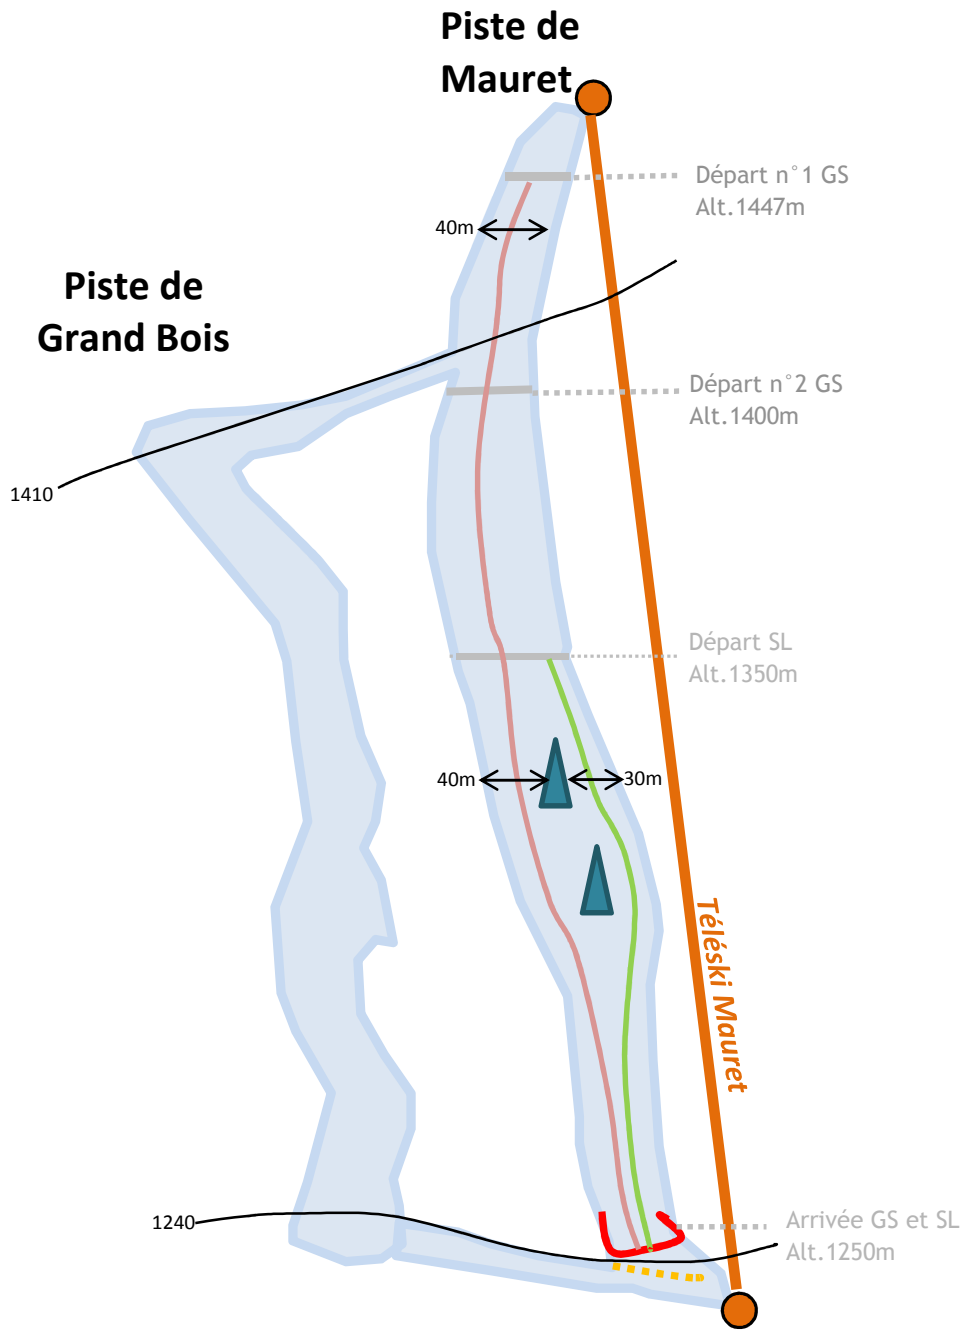 Piste de
Mauret
Départ n°1 GS
Alt.1447m
40m
Piste de
Grand Bois
Départ n°2 GS
Alt.1400m
1410
Départ SL
Alt.1350m
40m
30m
Téléski Mauret
1240
Arrivée GS et SL
Alt.1250m